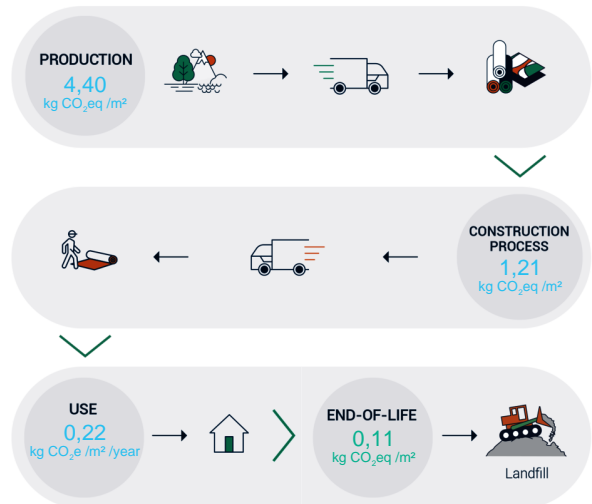 PRODUCTION
4,40
kg CO₂eq /m²
CONSTRUCTION
PROCESS
1,21
kg CO₂eq /m²
USE
0,22
kg CO₂e /m² /year
END-OF-LIFE
0,11
kg CO₂eq /m²
Landfill